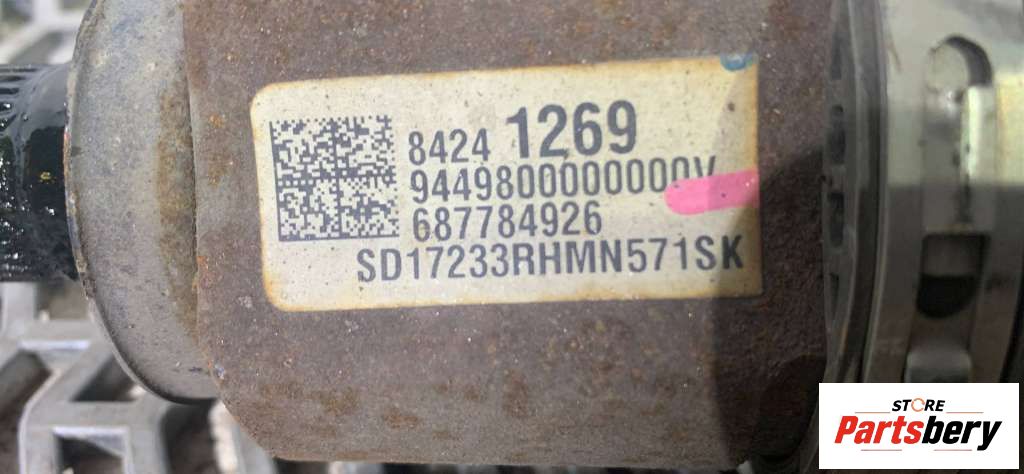 8424 1269
9449800000000V
687784926
SD17233RHMN571SK
STORE
Partsbery